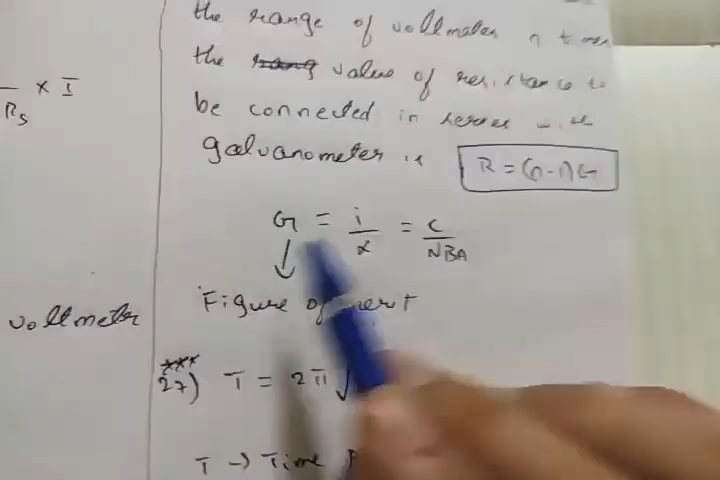 the range of voltmeter n times
the value of resistance to
be connected in series with
galvanometer is R = (n-1)G
— × I
Rs
G = i/α = C/NBA
↓
Figure of merit
voltmeter
***
27) T = 2π√
T → Time